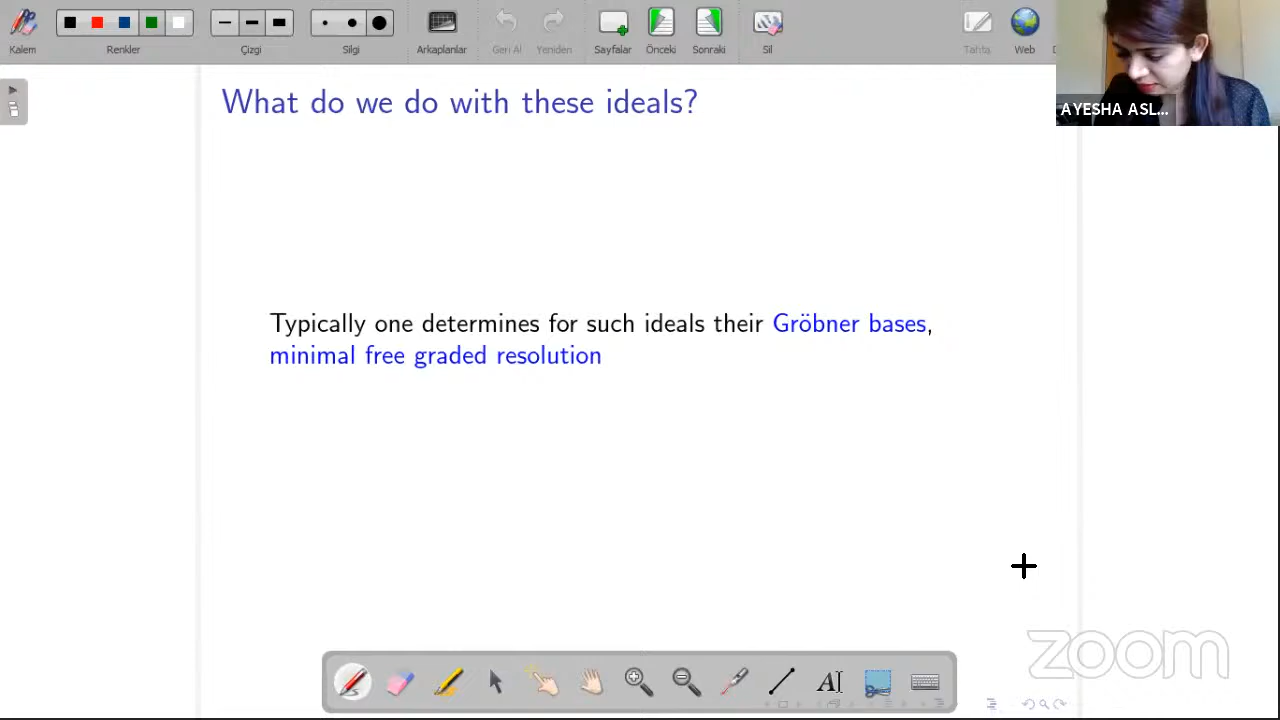 Kalem
Renkler
Çizgi
Silgi
Arkaplanlar
Geri Al
Yeniden
Sayfalar
Önceki
Sonraki
Sil
Tahta
Web
AYESHA ASL...
What do we do with these ideals?
Typically one determines for such ideals their Gröbner bases,
minimal free graded resolution
zoom